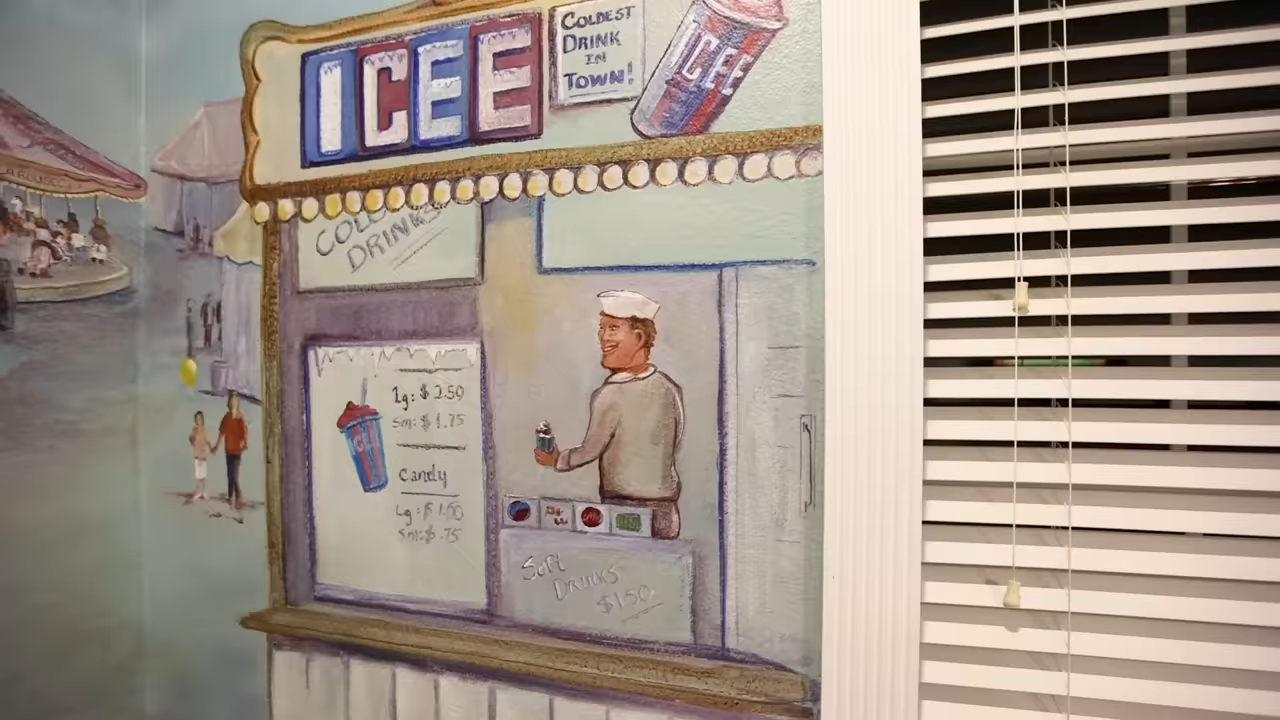 ICEE
COLDEST
DRINK
IN
TOWN!
ICEE
COLD
DRINKS
Lg: $2.50
Sm: $1.75
Candy
Lg: $1.00
Sm: $.75
Soft
Drinks
$1.50